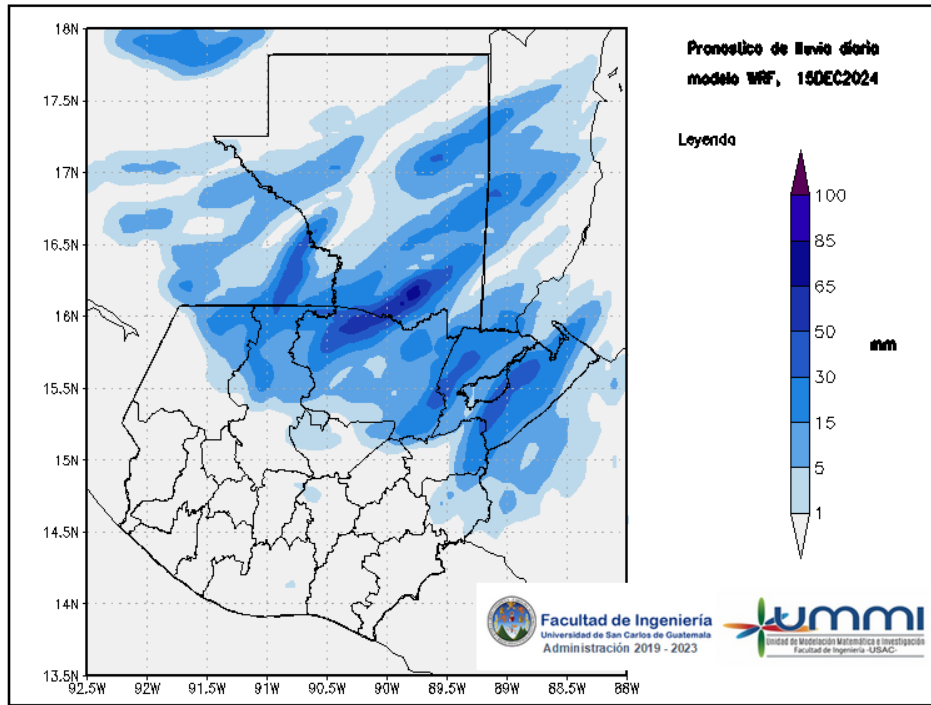 Pronostico de lluvia diaria
modelo WRF, 15DEC2024
Leyenda
100
85
65
50
30
15
5
1
mm
18N
17.5N
17N
16.5N
16N
15.5N
15N
14.5N
14N
13.5N
92.5W 92W 91.5W 91W 90.5W 90W 89.5W 89W 88.5W 88W
Facultad de Ingeniería
Universidad de San Carlos de Guatemala
Administración 2019 - 2023
ummi
Unidad de Modelación Matemática e Investigación
Facultad de Ingeniería -USAC-